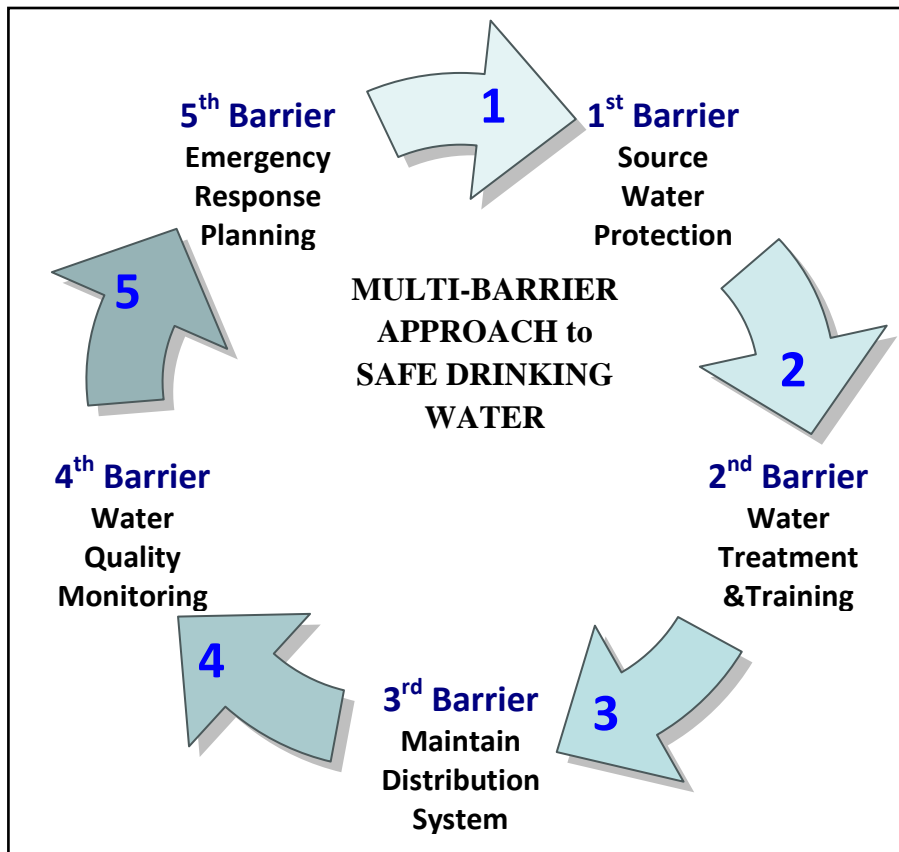 MULTI-BARRIER
APPROACH to
SAFE DRINKING
WATER
1
1st Barrier
Source
Water
Protection
2
2nd Barrier
Water
Treatment
&Training
3
3rd Barrier
Maintain
Distribution
System
4
4th Barrier
Water
Quality
Monitoring
5
5th Barrier
Emergency
Response
Planning